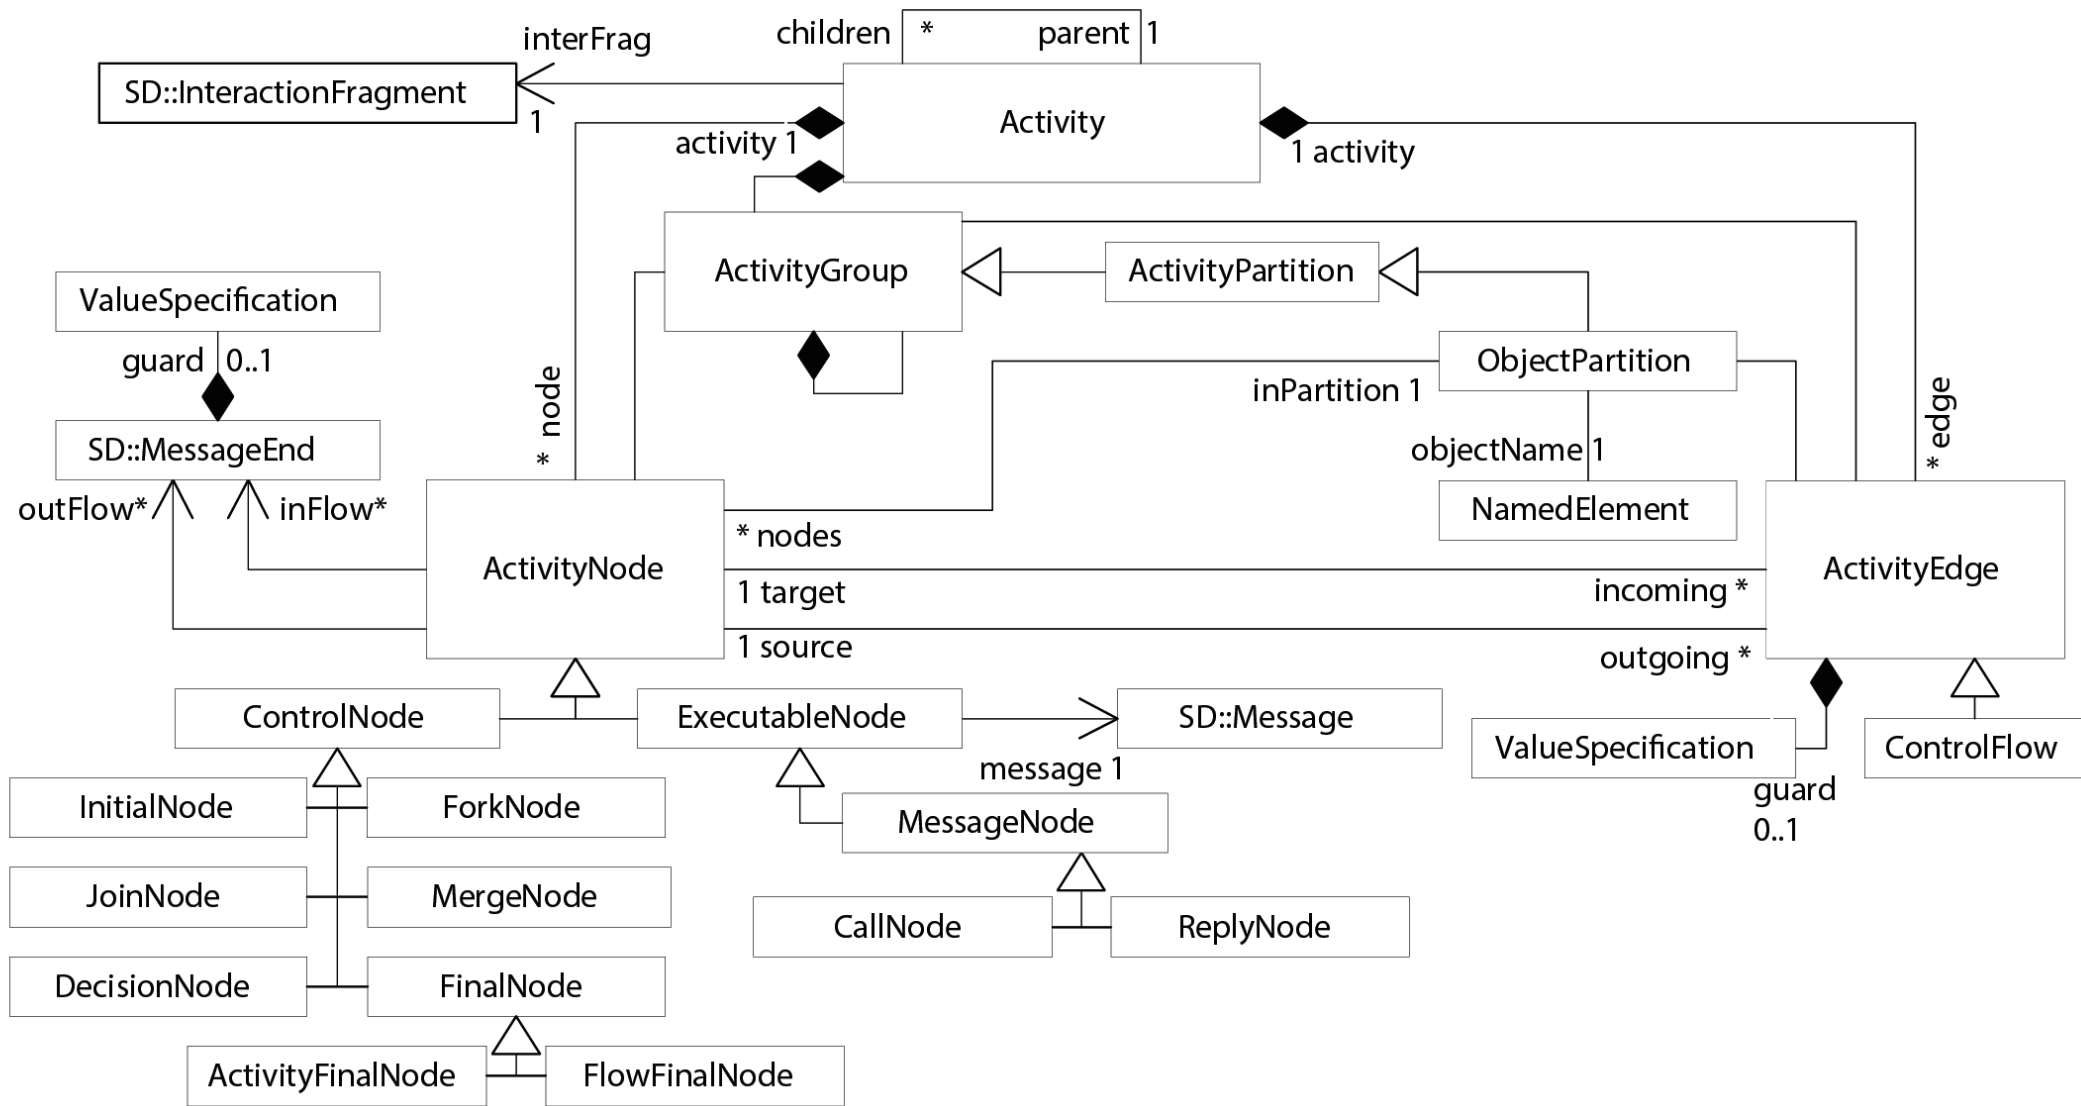 children * parent 1
interFrag
SD::InteractionFragment
1
Activity
activity 1
1 activity
ActivityGroup
ActivityPartition
ValueSpecification
guard 0..1
ObjectPartition
inPartition 1
* node
* edge
SD::MessageEnd
objectName 1
outFlow*
inFlow*
NamedElement
* nodes
ActivityNode
ActivityEdge
1 target
incoming *
1 source
outgoing *
ControlNode
ExecutableNode
SD::Message
message 1
ValueSpecification
ControlFlow
guard
0..1
InitialNode
ForkNode
MessageNode
JoinNode
MergeNode
CallNode
ReplyNode
DecisionNode
FinalNode
ActivityFinalNode
FlowFinalNode